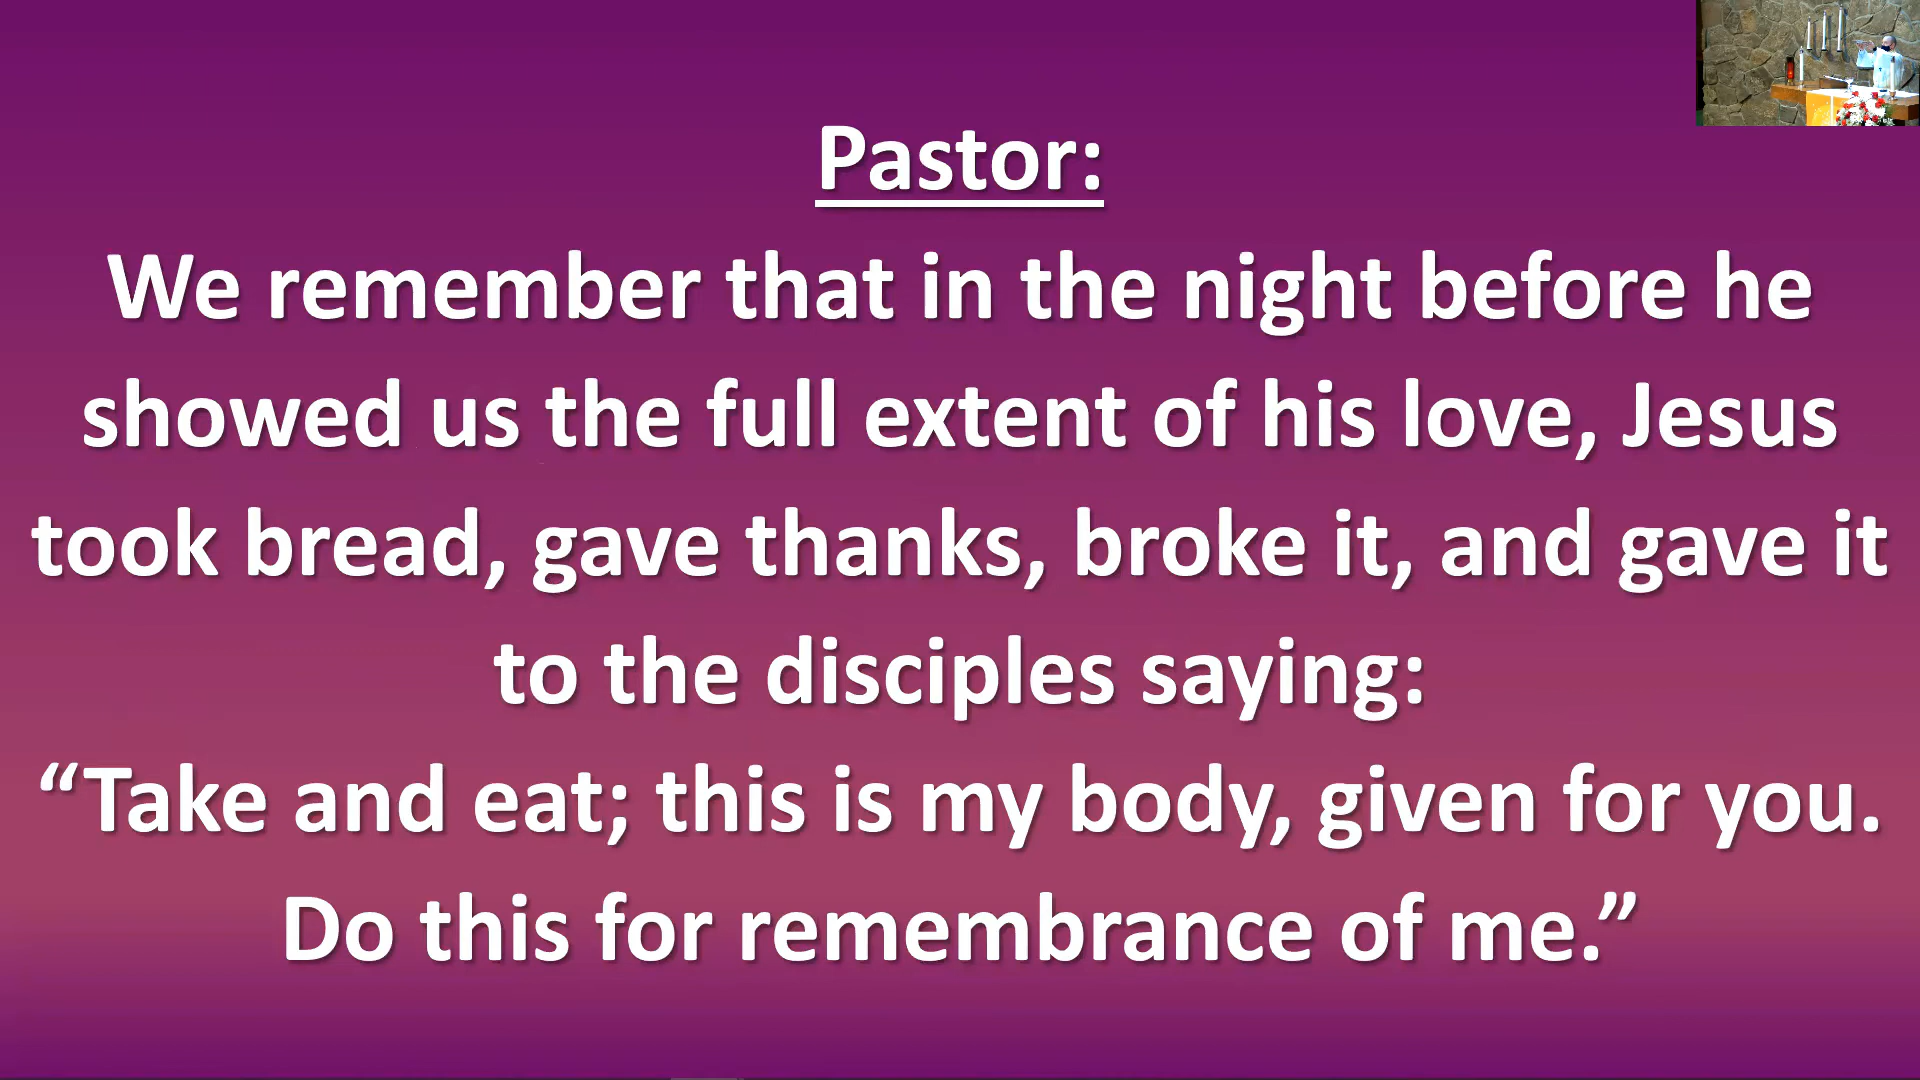 Pastor:
We remember that in the night before he
showed us the full extent of his love, Jesus
took bread, gave thanks, broke it, and gave it
to the disciples saying:
“Take and eat; this is my body, given for you.
Do this for remembrance of me.”